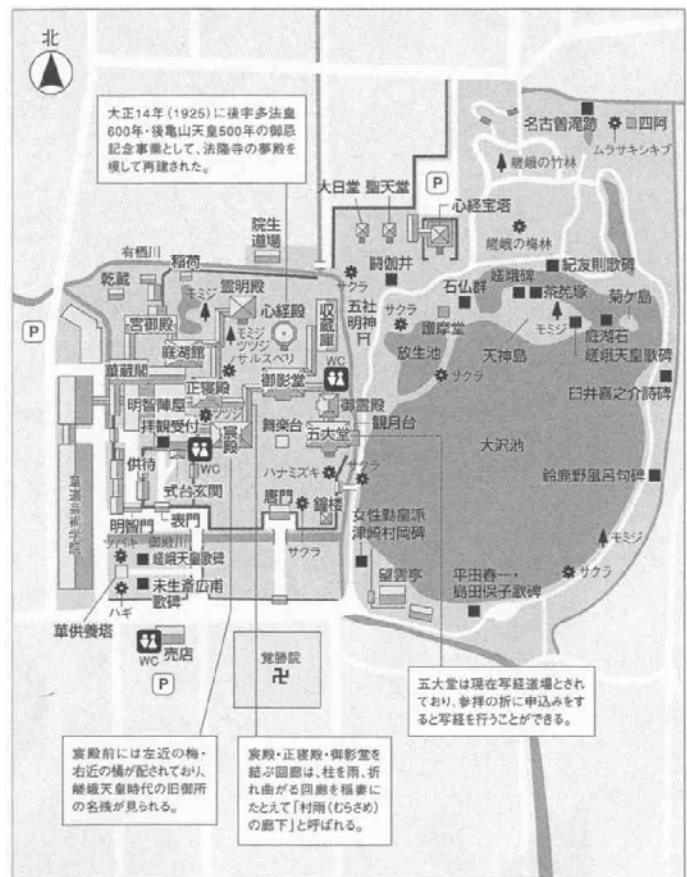 北
大正14年(1925)に後宇多法皇
600年・後亀山天皇500年の御忌
記念事業として、法隆寺の夢殿を
模して再建された。
名古曽滝跡
四阿
ムラサキシキブ
嵯峨の竹林
P
大日堂
聖天堂
心経宝塔
嵯峨の梅林
院生
道場
有栖川
稲荷
乾蔵
霊明殿
モミジ
心経殿
収蔵庫
サクラ
閼伽井
五社
明神
サクラ
石仏群
護摩堂
嵯峨碑
紀友則歌碑
茶筅塚
菊ケ島
モミジ
庭湖石
嵯峨天皇歌碑
天神島
放生池
サクラ
臼井喜之介詩碑
P
宮御殿
モミジ
ツツジ
サルスベリ
庭湖館
華蔵閣
正寝殿
御影堂
WC
御霊殿
明智陣屋
ツツジ
拝観受付
宸殿
舞楽台
五大堂
観月台
大沢池
WC
供待
式台玄関
ハナミズキ
サクラ
鈴鹿野風呂句碑
華道芸術学院
唐門
鐘楼
明智門
表門
サクラ
女性勤皇派
津崎村岡碑
モミジ
御殿川
ツバキ
嵯峨天皇歌碑
望雲亭
平田春一・
島田保子歌碑
サクラ
未生斎広甫
歌碑
ハギ
華供養塔
WC
売店
P
覚勝院
卍
五大堂は現在写経道場とされ
ており、参拝の折に申込みをす
ると写経を行うことができる。
宸殿前には左近の梅・
右近の橘が配されており、
嵯峨天皇時代の旧御所
の名残が見られる。
宸殿・正寝殿・御影堂を
結ぶ回廊は、柱を雨、折
れ曲がる回廊を稲妻に
たとえて「村雨(むらさめ)
の廊下」と呼ばれる。